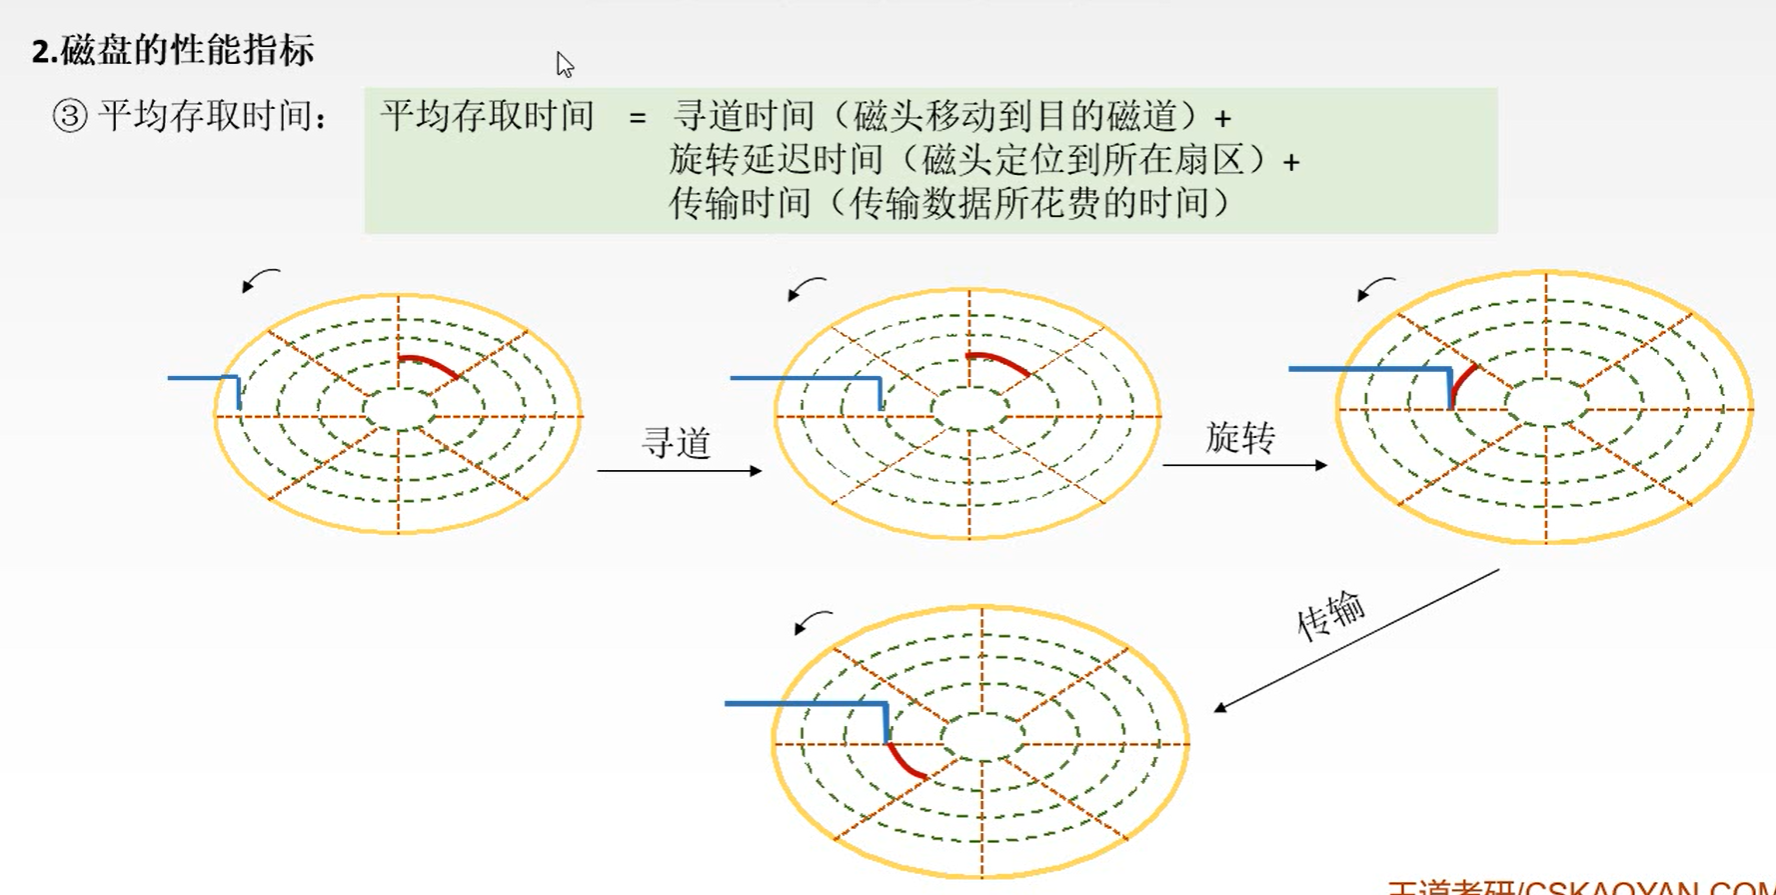 2.磁盘的性能指标
③ 平均存取时间： 平均存取时间 = 寻道时间（磁头移动到目的磁道）+
旋转延迟时间（磁头定位到所在扇区）+
传输时间（传输数据所花费的时间）
寻道
旋转
传输
王道考研/CSKAOYAN.COM